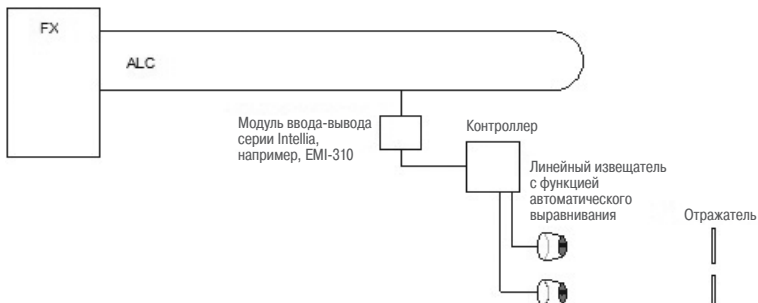 FX
ALC
Модуль ввода-вывода
серии Intellia,
например, EMI-310
Контроллер
Линейный извещатель
с функцией
автоматического
выравнивания
Отражатель